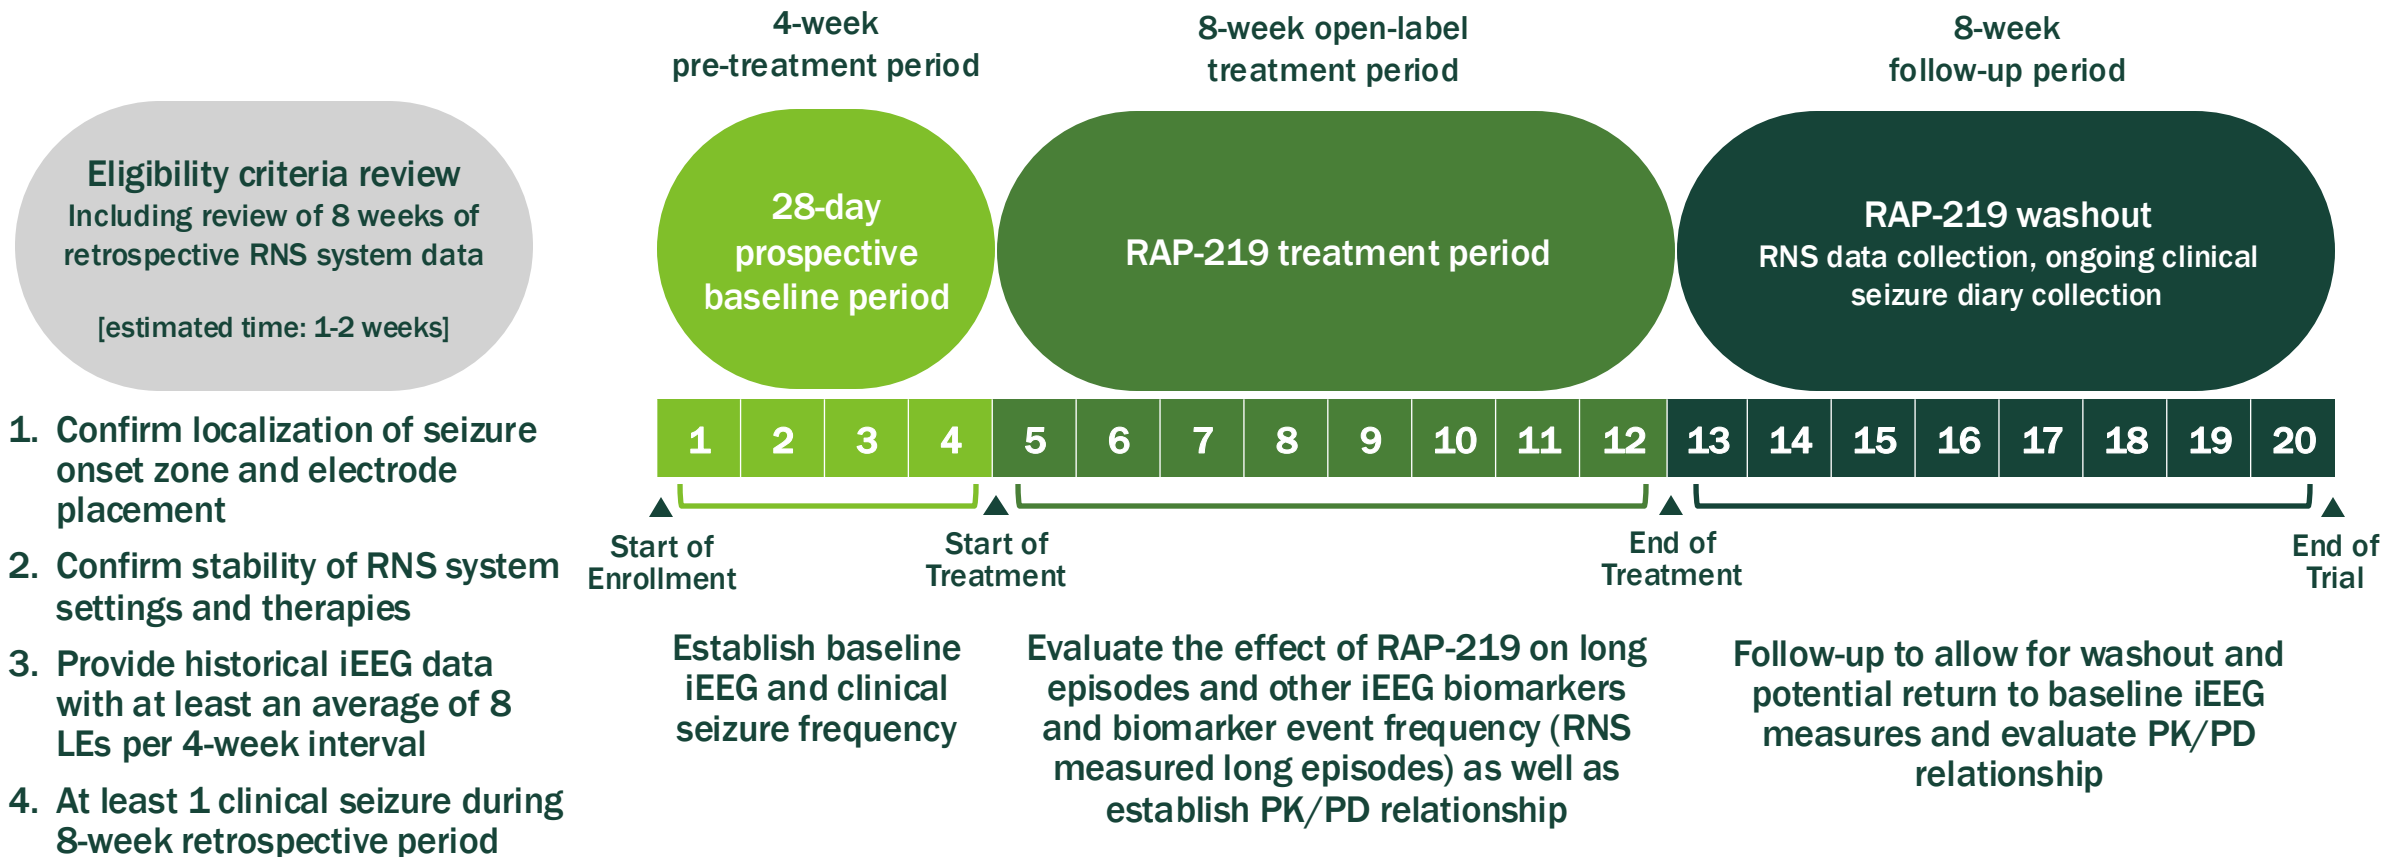 4-week
pre-treatment period
8-week open-label
treatment period
8-week
follow-up period
Eligibility criteria review
Including review of 8 weeks of
retrospective RNS system data
[estimated time: 1-2 weeks]
28-day
prospective
baseline period
RAP-219 treatment period
RAP-219 washout
RNS data collection, ongoing clinical
seizure diary collection
1. Confirm localization of seizure
onset zone and electrode
placement
2. Confirm stability of RNS system
settings and therapies
3. Provide historical iEEG data
with at least an average of 8
LEs per 4-week interval
4. At least 1 clinical seizure during
8-week retrospective period
1 2 3 4 5 6 7 8 9 10 11 12 13 14 15 16 17 18 19 20
Start of
Enrollment
Start of
Treatment
End of
Treatment
End of
Trial
Establish baseline
iEEG and clinical
seizure frequency
Evaluate the effect of RAP-219 on long
episodes and other iEEG biomarkers
and biomarker event frequency (RNS
measured long episodes) as well as
establish PK/PD relationship
Follow-up to allow for washout and
potential return to baseline iEEG
measures and evaluate PK/PD
relationship